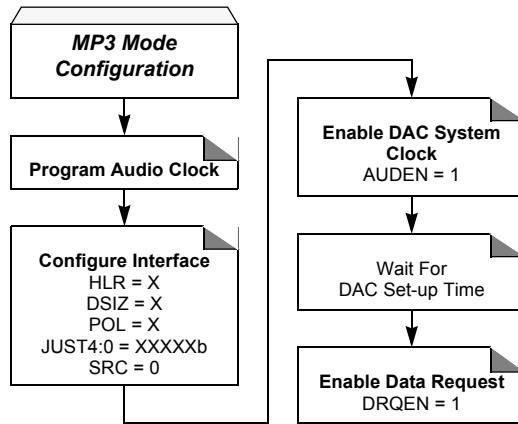 MP3 Mode
Configuration
Program Audio Clock
Configure Interface
HLR = X
DSIZ = X
POL = X
JUST4:0 = XXXXXb
SRC = 0
Enable DAC System
Clock
AUDEN = 1
Wait For
DAC Set-up Time
Enable Data Request
DRQEN = 1